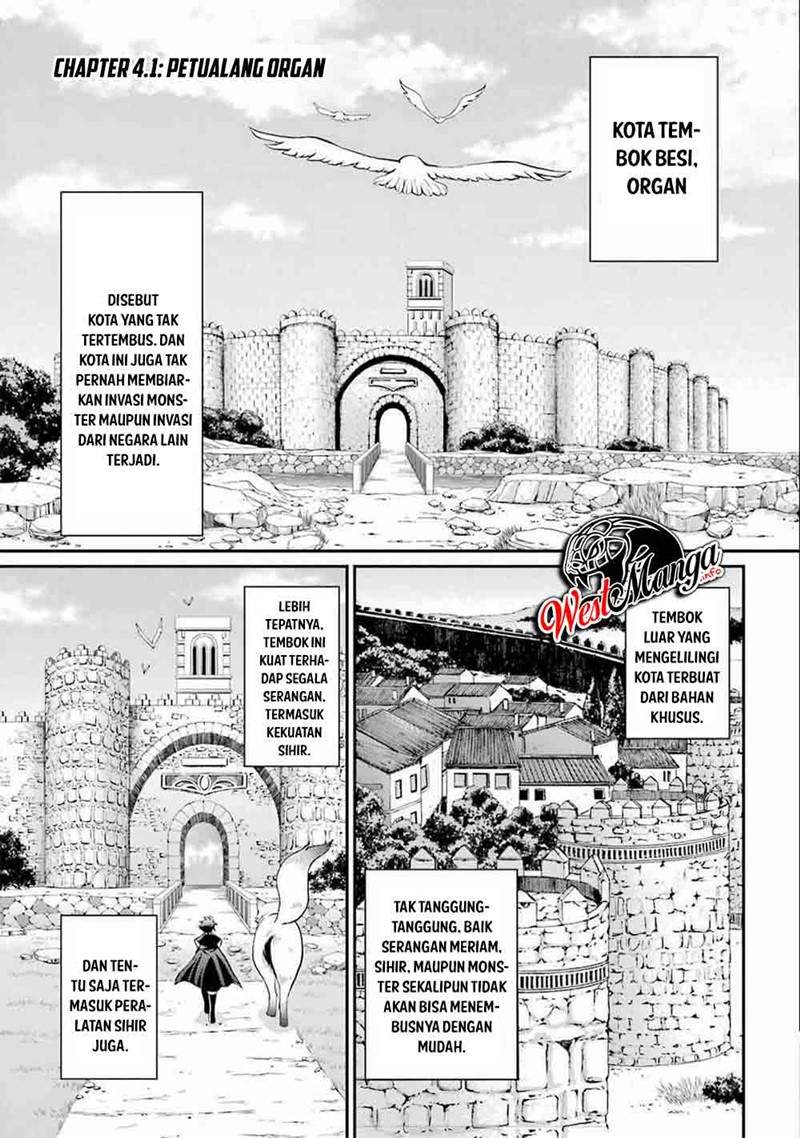 CHAPTER 4.1: PETUALANG ORGAN
KOTA TEM-
BOK BESI,
ORGAN
DISEBUT
KOTA YANG TAK
TERTEMBUS. DAN
KOTA INI JUGA TAK
PERNAH MEMBIAR-
KAN INVASI MONS-
TER MAUPUN INVASI
DARI NEGARA LAIN
TERJADI.
WestManga
.info
TEMBOK
LUAR YANG
MENGELILINGI
KOTA TERBUAT
DARI BAHAN
KHUSUS.
TAK TANGGUNG-
TANGGUNG, BAIK
SERANGAN MERIAM,
SIHIR, MAUPUN MONS-
TER SEKALIPUN TIDAK
AKAN BISA MENEM-
BUSNYA DENGAN
MUDAH.
LEBIH
TEPATNYA,
TEMBOK INI
KUAT TERHA-
DAP SEGALA
SERANGAN,
TERMASUK
KEKUATAN
SIHIR.
DAN TEN-
TU SAJA TER-
MASUK PERA-
LATAN SIHIR
JUGA.